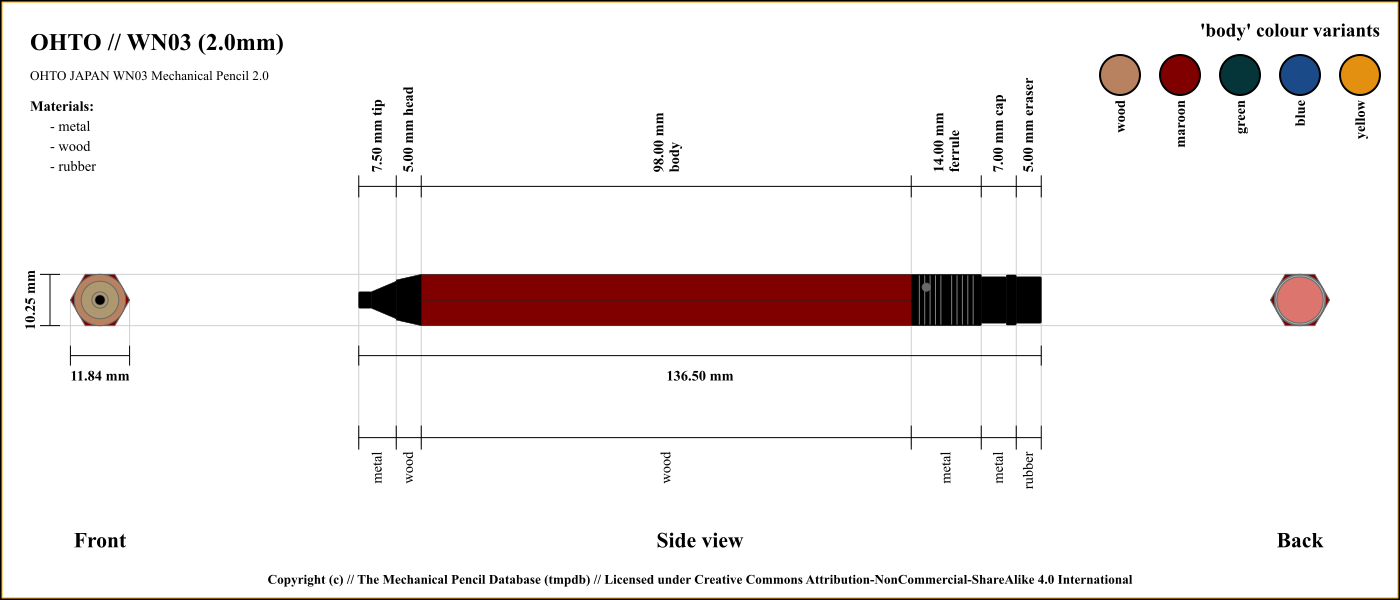 OHTO // WN03 (2.0mm)
OHTO JAPAN WN03 Mechanical Pencil 2.0
Materials:
- metal
- wood
- rubber
'body' colour variants
wood
maroon
green
blue
yellow
7.50 mm tip
5.00 mm head
98.00 mm
body
14.00 mm
ferrule
7.00 mm cap
5.00 mm eraser
10.25 mm
11.84 mm
136.50 mm
metal
wood
wood
metal
metal
rubber
Front
Side view
Back
Copyright (c) // The Mechanical Pencil Database (tmpdb) // Licensed under Creative Commons Attribution-NonCommercial-ShareAlike 4.0 International